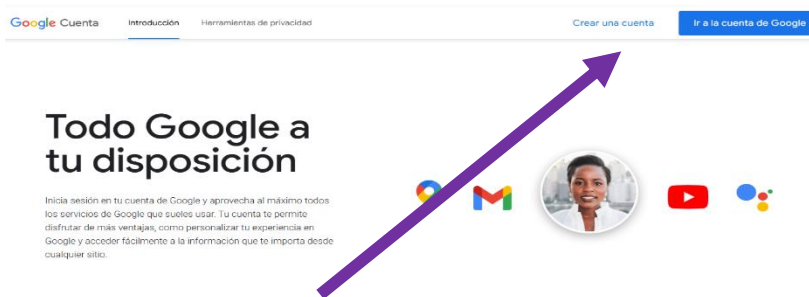 Google Cuenta Introducción Herramientas de privacidad Crear una cuenta Ir a la cuenta de Google
Todo Google a
tu disposición
Inicia sesión en tu cuenta de Google y aprovecha al máximo todos
los servicios de Google que sueles usar. Tu cuenta te permite
disfrutar de más ventajas, como personalizar tu experiencia en
Google y acceder fácilmente a la información que te importa desde
cualquier sitio.